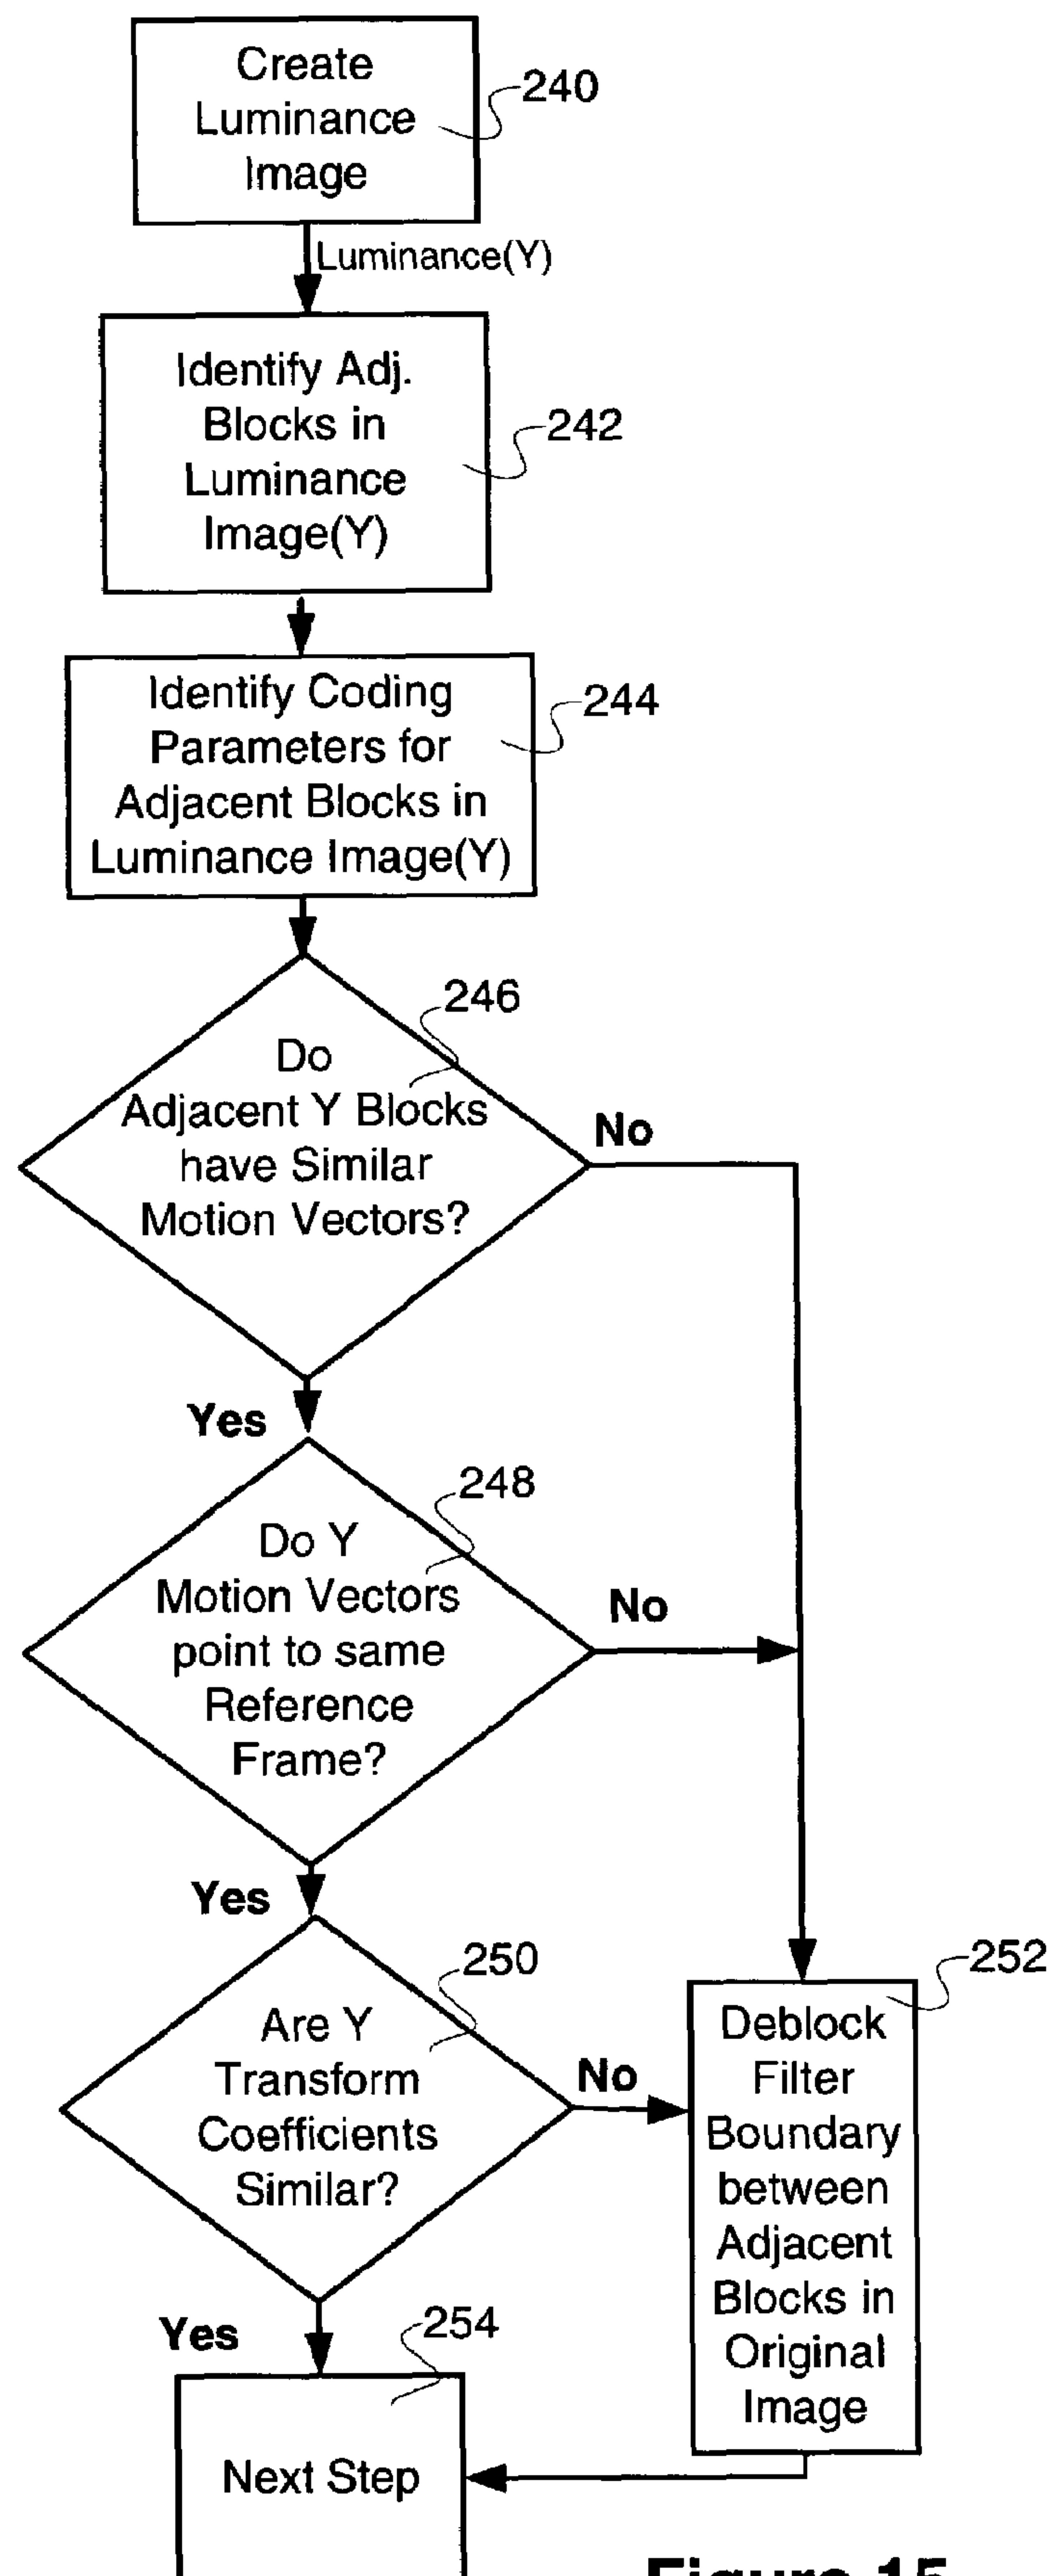 Create
Luminance
Image
240
Luminance(Y)
Identify Adj.
Blocks in
Luminance
Image(Y)
242
Identify Coding
Parameters for
Adjacent Blocks in
Luminance Image(Y)
244
246
Do
Adjacent Y Blocks
have Similar
Motion Vectors?
No
Yes
248
Do Y
Motion Vectors
point to same
Reference
Frame?
No
Yes
250
Are Y
Transform
Coefficients
Similar?
No
252
Deblock
Filter
Boundary
between
Adjacent
Blocks in
Original
Image
Yes
254
Next Step
Figure 15